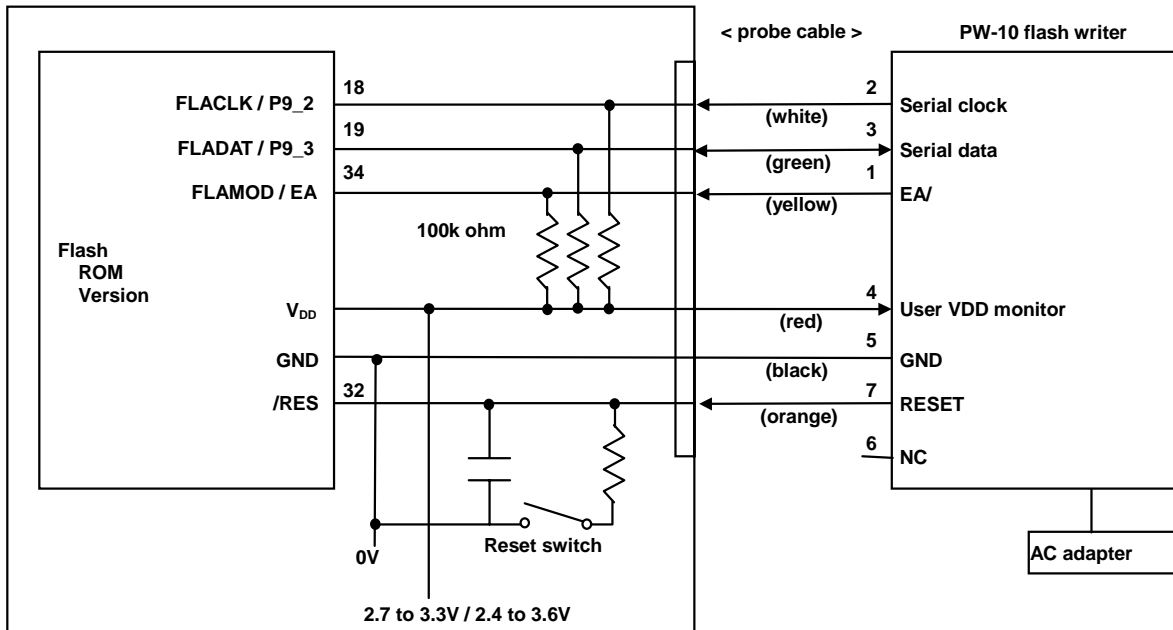 < probe cable >
PW-10 flash writer
FLACLK / P9_2
18
2
Serial clock
(white)
FLADAT / P9_3
19
3
Serial data
(green)
FLAMOD / EA
34
1
EA/
(yellow)
100k ohm
Flash
ROM
Version
VDD
4
User VDD monitor
(red)
GND
5
GND
(black)
/RES
32
7
RESET
(orange)
6
NC
Reset switch
0V
AC adapter
2.7 to 3.3V / 2.4 to 3.6V